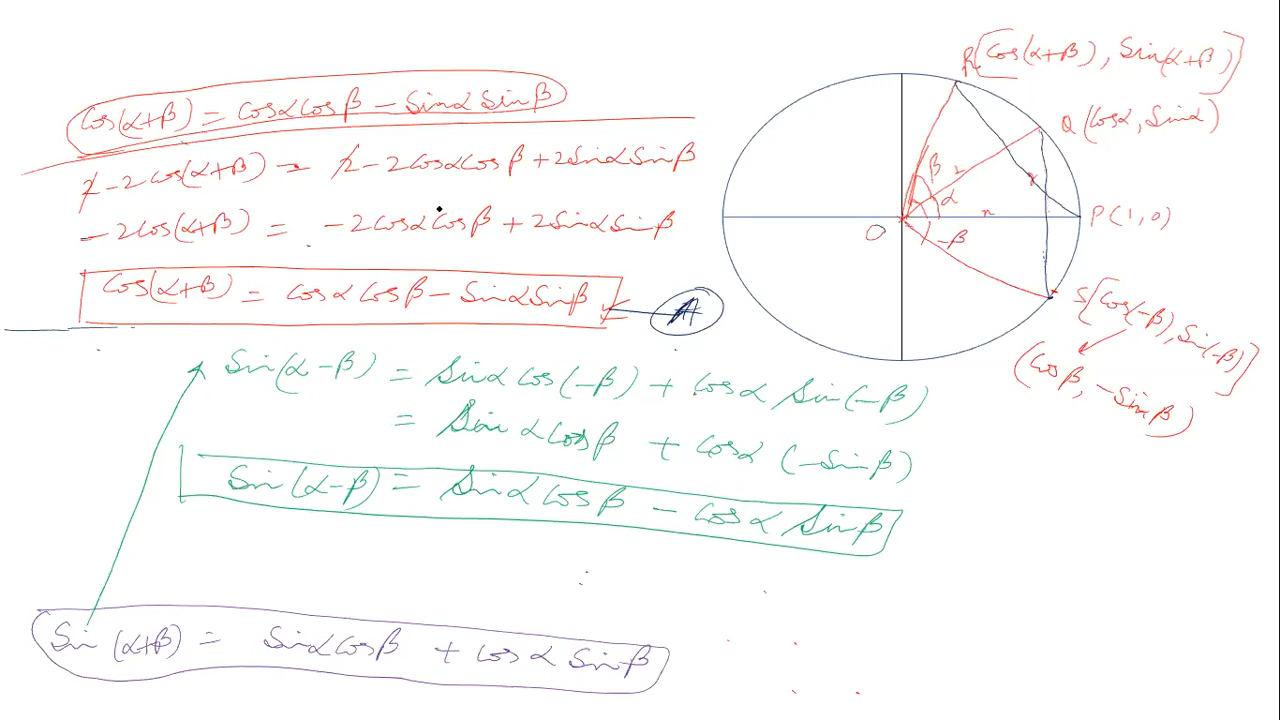 Cos(α+β) = Cosα Cosβ - Sinα Sinβ
2 - 2Cos(α+β) = 2 - 2Cosα Cosβ + 2Sinα Sinβ
- 2Cos(α+β) = - 2Cosα Cosβ + 2Sinα Sinβ
Cos(α+β) = Cosα Cosβ - Sinα Sinβ
A
Sin(α-β) = Sinα Cos(-β) + Cosα Sin(-β)
= Sinα Cosβ + Cosα (-Sinβ)
Sin(α-β) = Sinα Cosβ - Cosα Sinβ
Sin(α+β) = Sinα Cosβ + Cosα Sinβ
R[Cos(α+β), Sin(α+β)]
Q (Cosα, Sinα)
P(1,0)
β
α
-β
O
S[Cos(-β), Sin(-β)]
(Cosβ, -Sinβ)